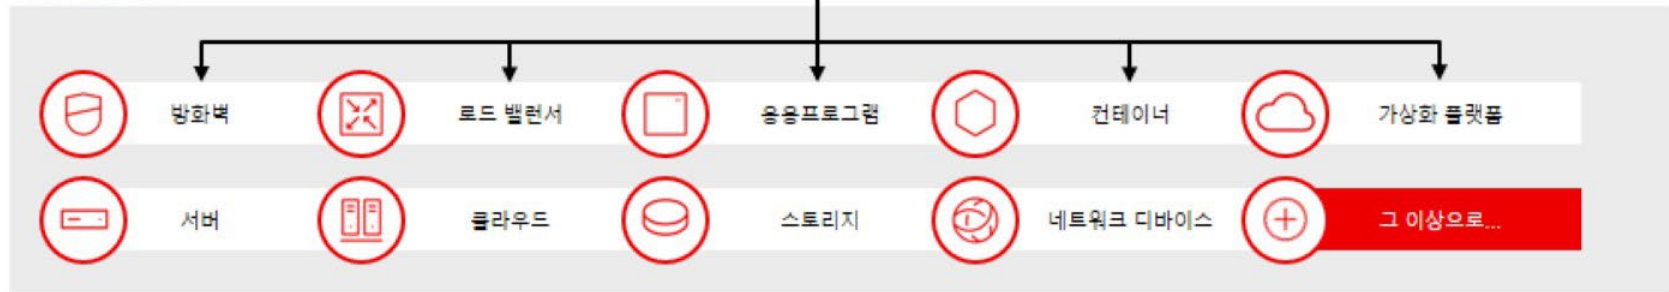 방화벽
로드 밸런서
응용프로그램
컨테이너
가상화 플랫폼
서버
클라우드
스토리지
네트워크 디바이스
그 이상으로...